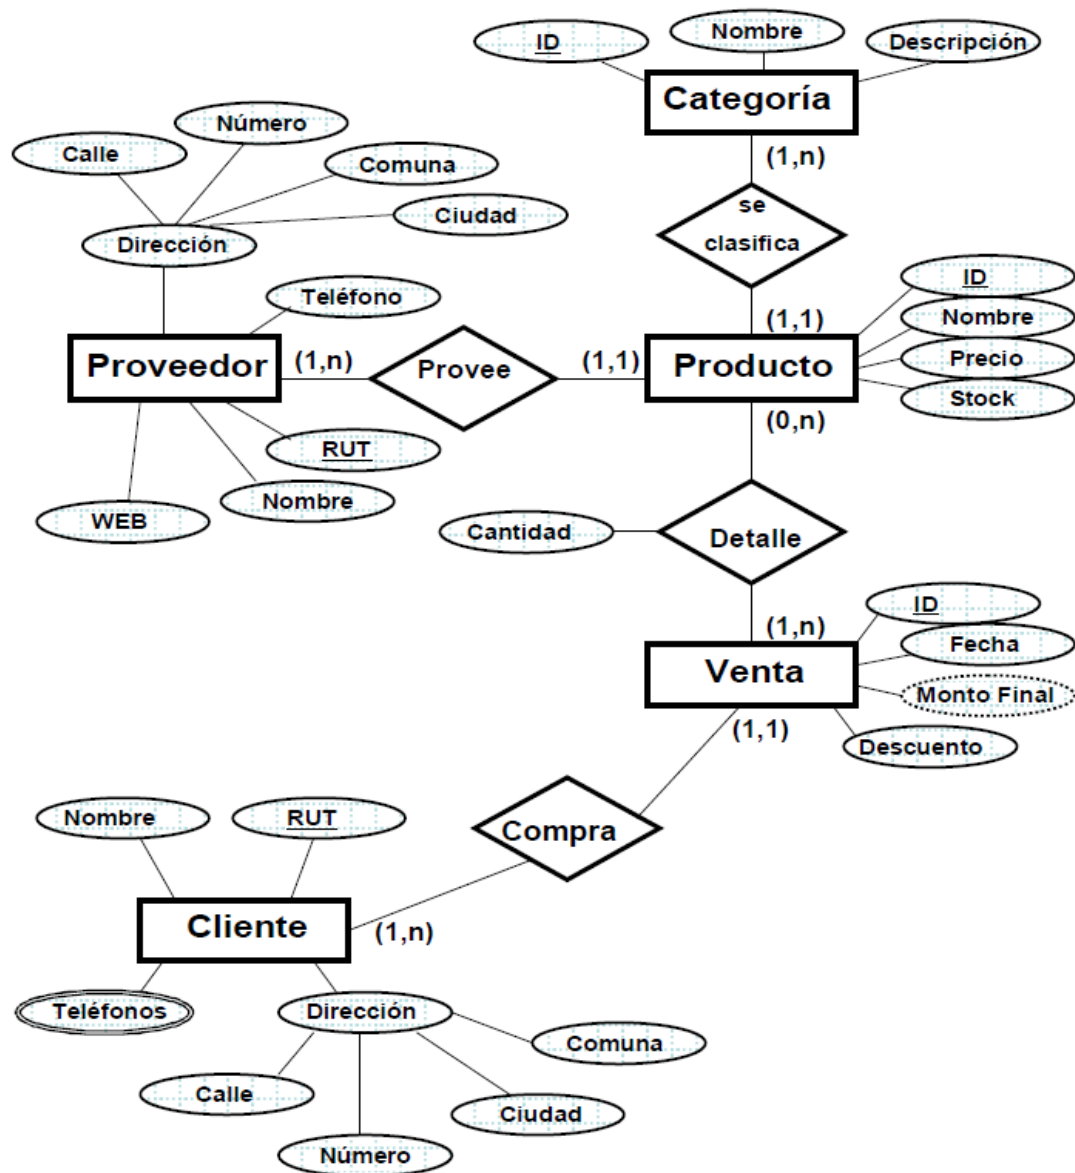 ID
Nombre
Descripción
Categoría
(1,n)
se
clasifica
(1,1)
Número
Calle
Comuna
Ciudad
Dirección
Teléfono
Proveedor
(1,n)
Provee
(1,1)
Producto
ID
Nombre
Precio
Stock
(0,n)
RUT
Nombre
WEB
Cantidad
Detalle
(1,n)
Venta
ID
Fecha
Monto Final
Descuento
(1,1)
Compra
Nombre
RUT
Cliente
(1,n)
Teléfonos
Dirección
Comuna
Calle
Ciudad
Número